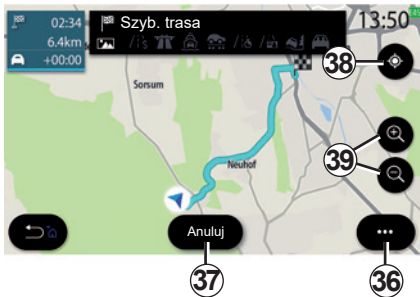 02:34
6.4km
+00:00
Szyb. trasa
13:50
38
Sorsum
39
Neuhof
Anuluj
37
36